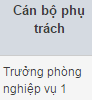 Cán bộ phụ
trách
Trưởng phòng
nghiệp vụ 1